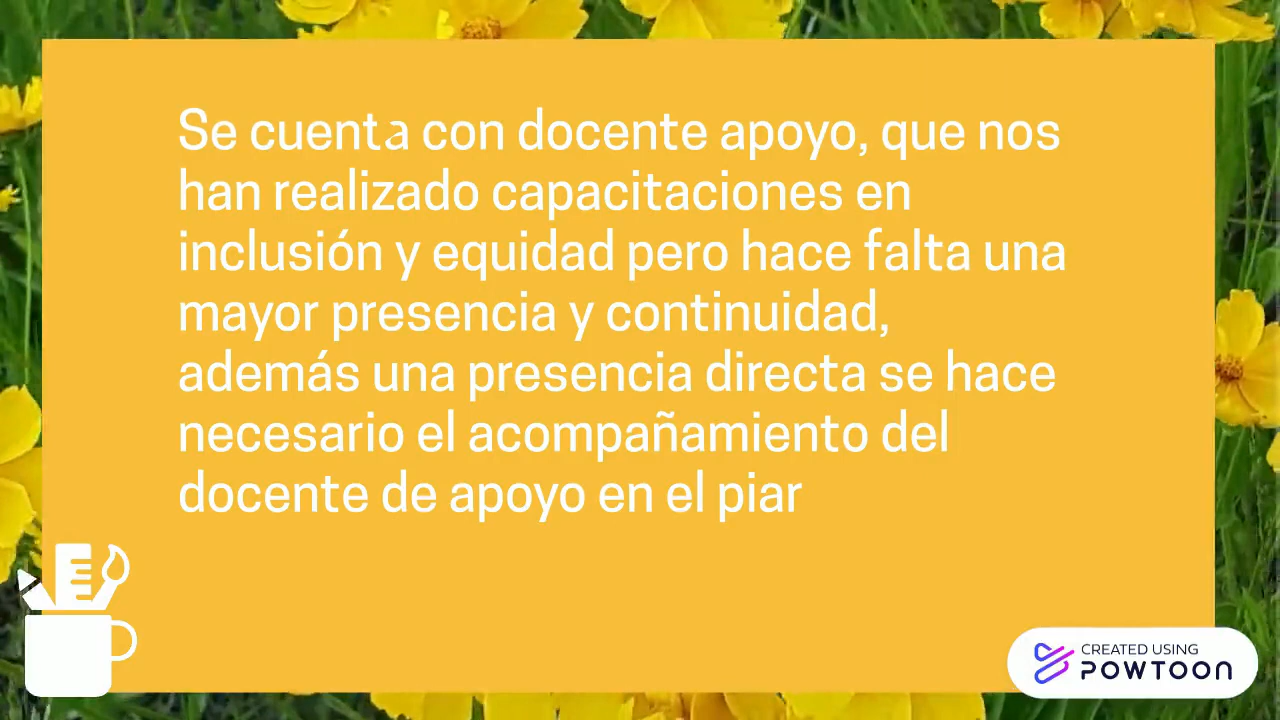 Se cuenta con docente apoyo, que nos
han realizado capacitaciones en
inclusión y equidad pero hace falta una
mayor presencia y continuidad,
además una presencia directa se hace
necesario el acompañamiento del
docente de apoyo en el piar
CREATED USING
POWTOON